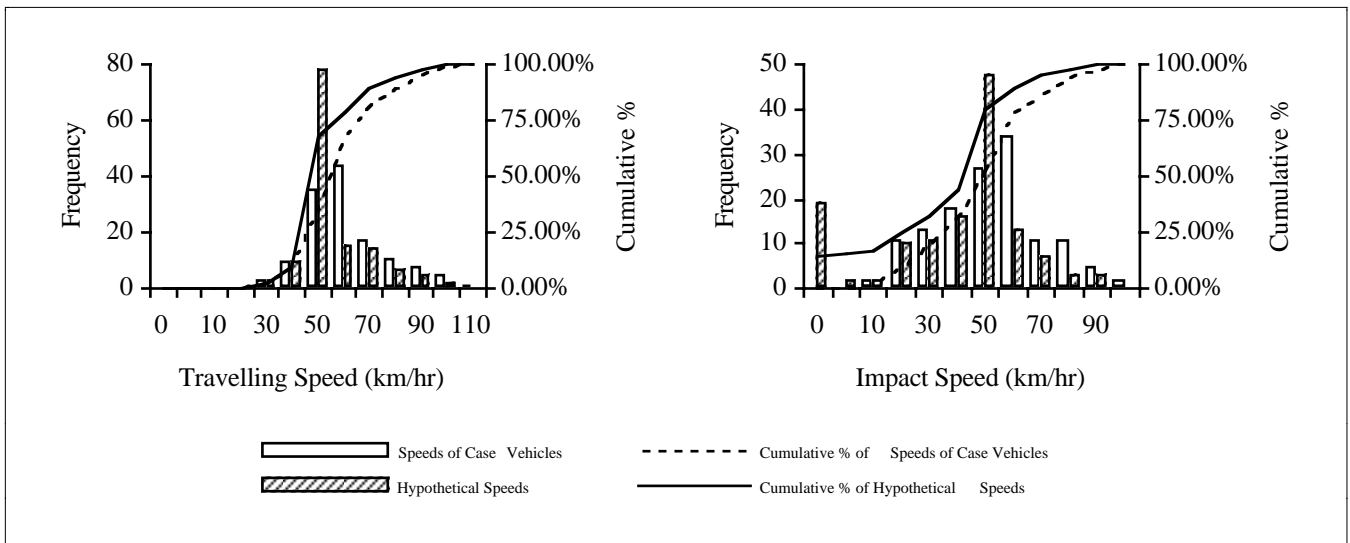 80
60
40
20
0
Frequency
100.00%
75.00%
50.00%
25.00%
0.00%
Cumulative %
0 10 30 50 70 90 110
Travelling Speed (km/hr)
50
40
30
20
10
0
Frequency
100.00%
75.00%
50.00%
25.00%
0.00%
Cumulative %
0 10 30 50 70 90
Impact Speed (km/hr)
Speeds of Case Vehicles
Cumulative % of Speeds of Case Vehicles
Hypothetical Speeds
Cumulative % of Hypothetical Speeds